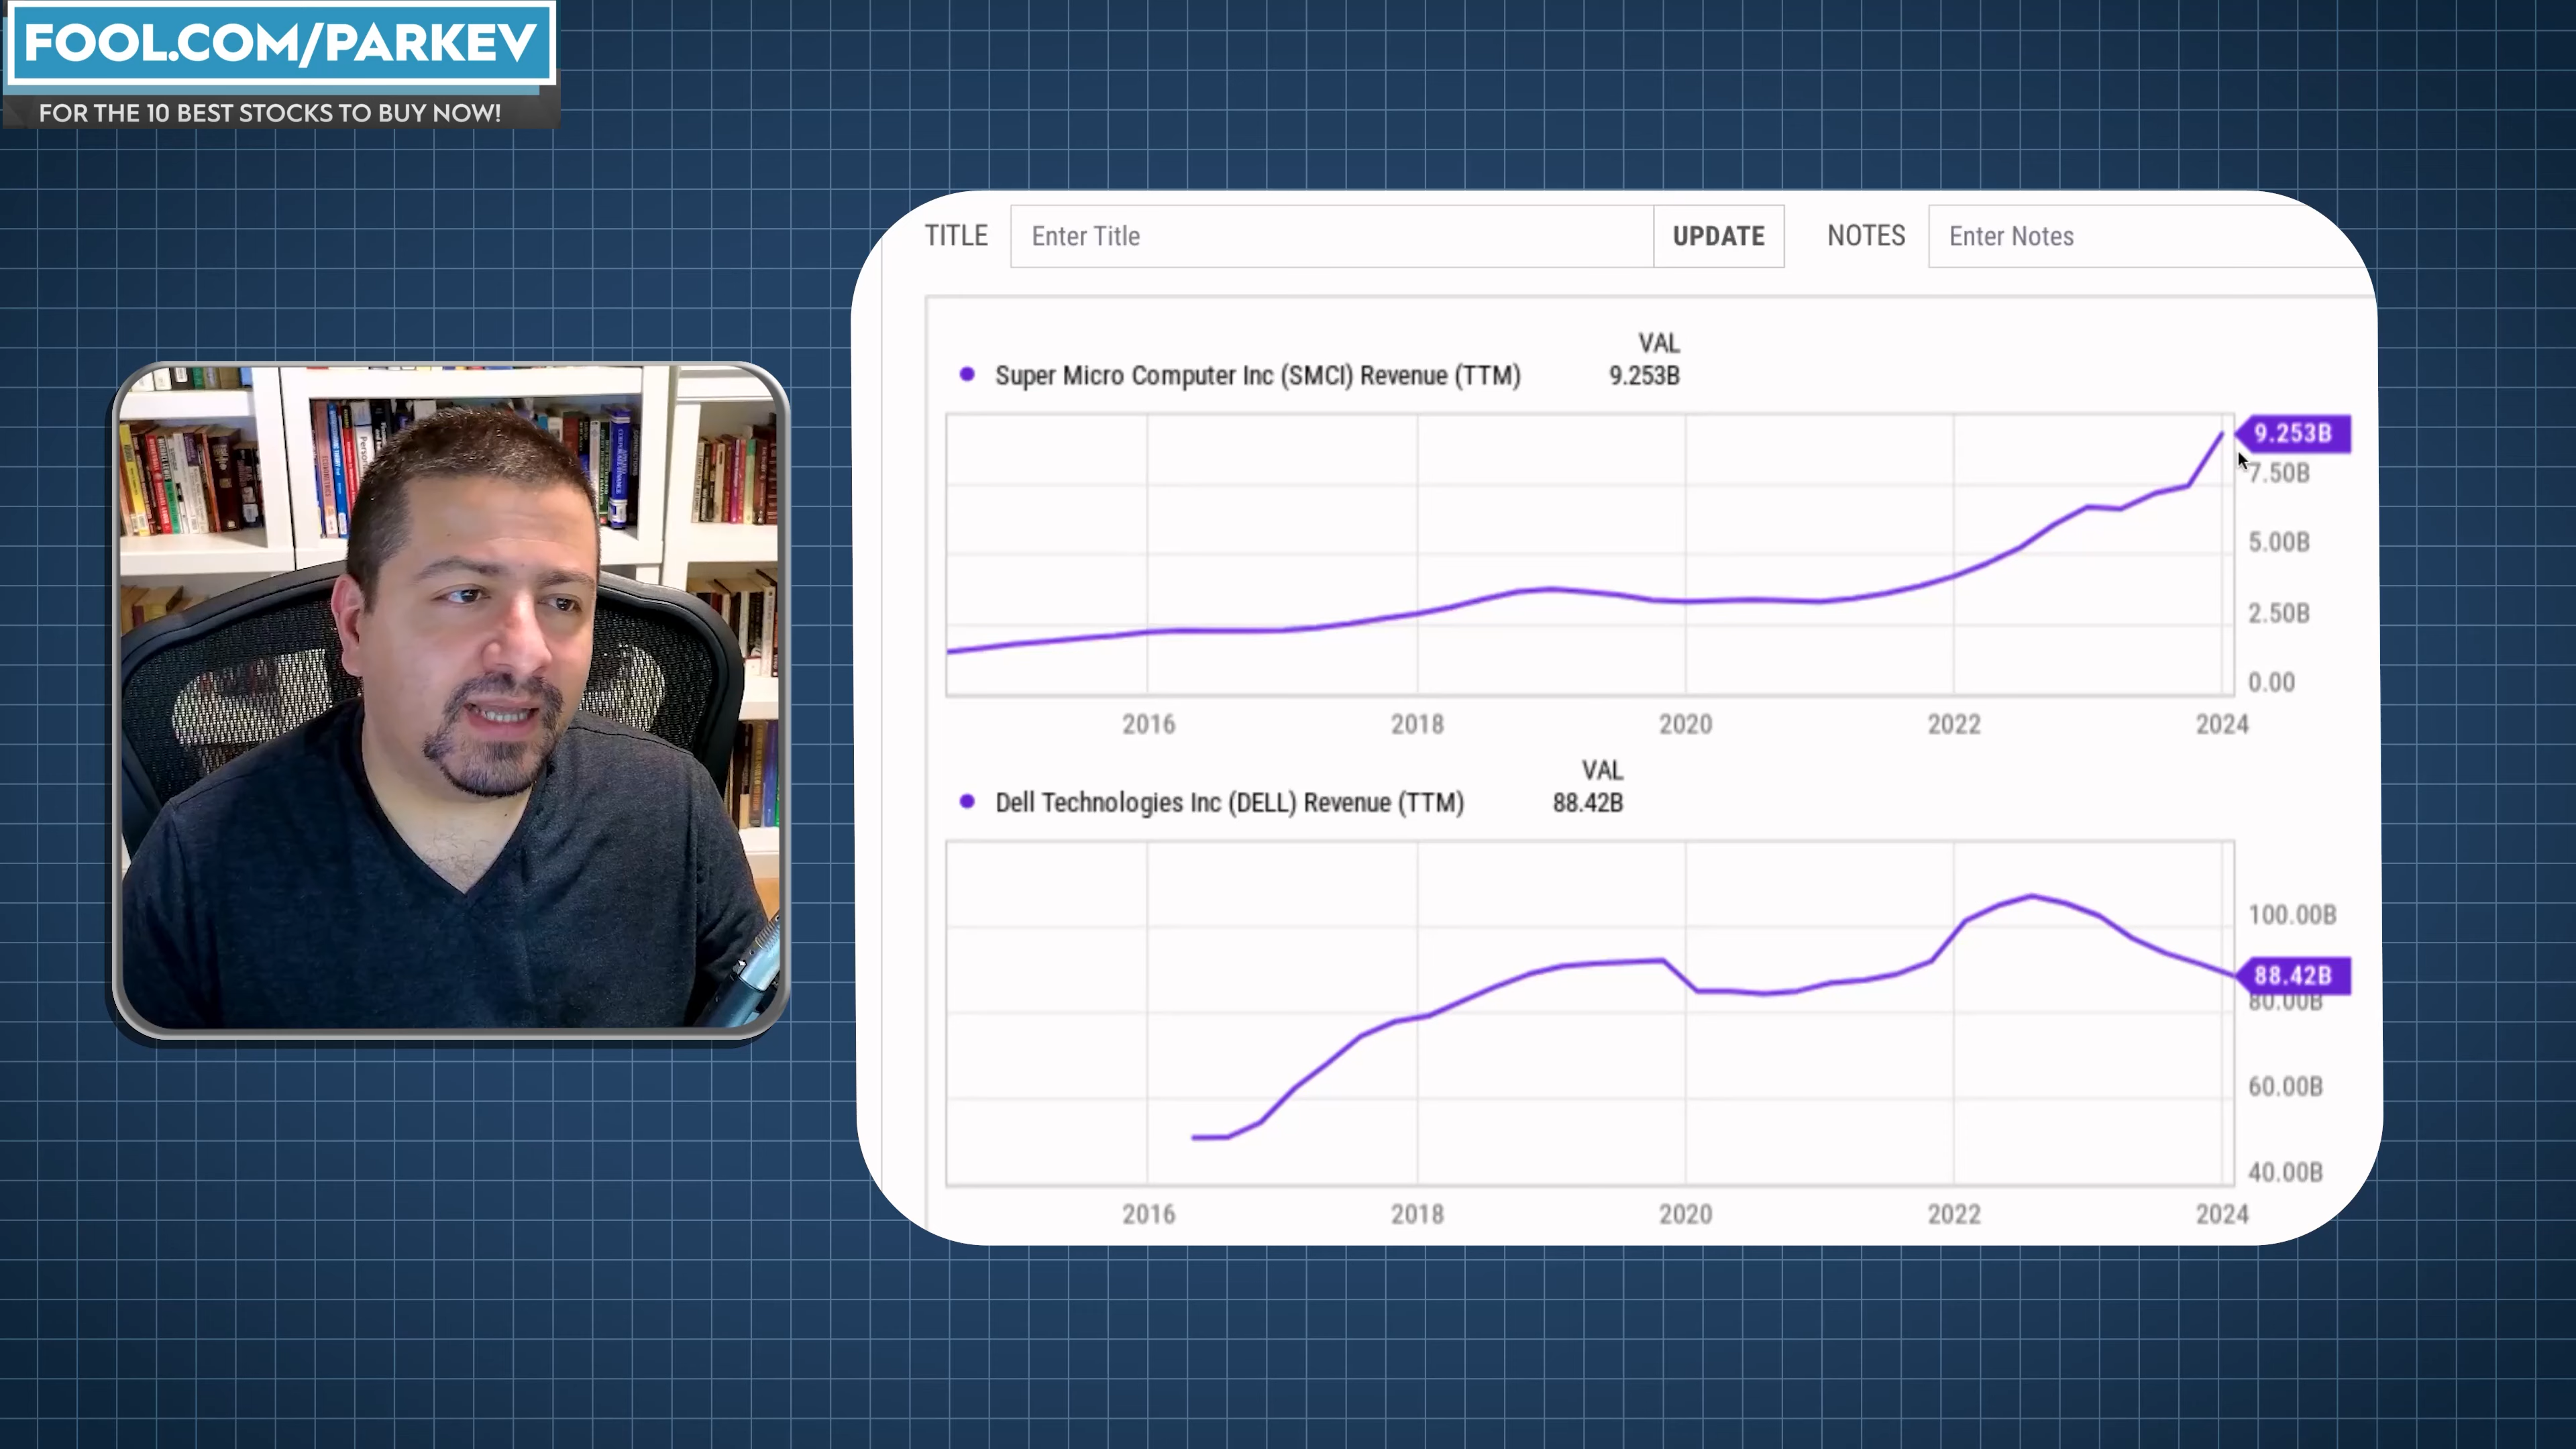 FOOL.COM/PARKEV
FOR THE 10 BEST STOCKS TO BUY NOW!
TITLE Enter Title UPDATE NOTES Enter Notes
VAL
Super Micro Computer Inc (SMCI) Revenue (TTM) 9.253B
9.253B
7.50B
5.00B
2.50B
0.00
2016 2018 2020 2022 2024
VAL
Dell Technologies Inc (DELL) Revenue (TTM) 88.42B
100.00B
88.42B
80.00B
60.00B
40.00B
2016 2018 2020 2022 2024